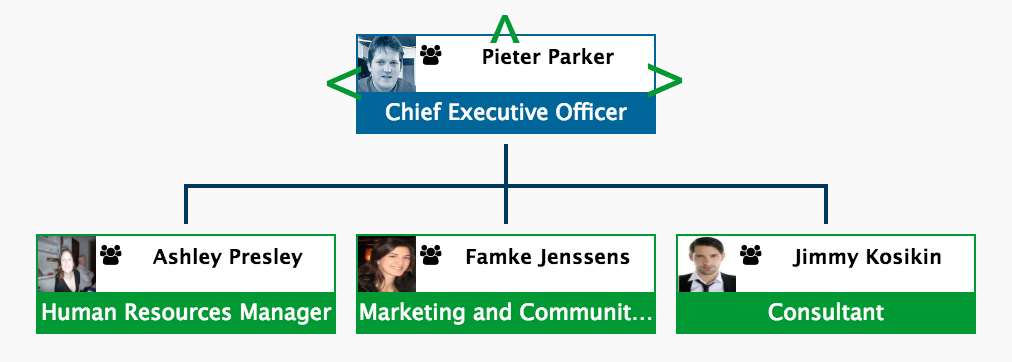 Pieter Parker
Chief Executive Officer
Ashley Presley
Human Resources Manager
Famke Jenssens
Marketing and Communit...
Jimmy Kosikin
Consultant